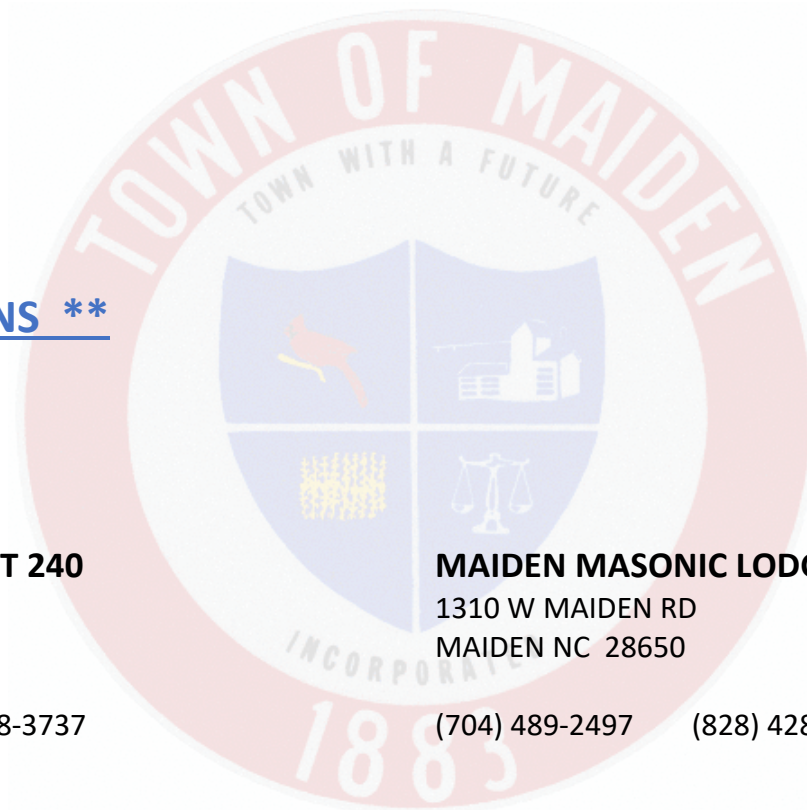 TOWN OF MAIDEN
TOWN WITH A FUTURE
NS **
T 240
MAIDEN MASONIC LODG
1310 W MAIDEN RD
MAIDEN NC 28650
INCORPORATED
8-3737
(704) 489-2497 (828) 428
1883